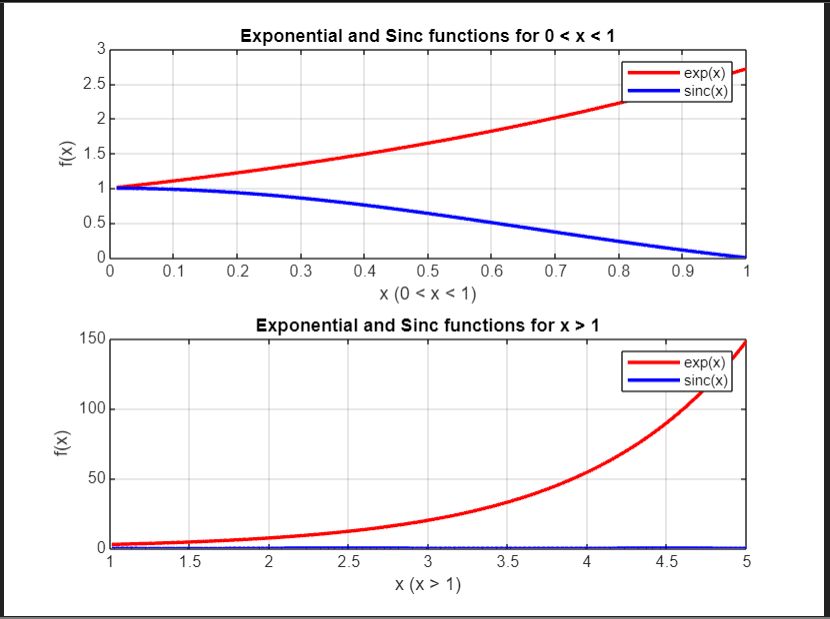 Exponential and Sinc functions for 0 < x < 1
3
2.5
2
1.5
1
0.5
0
f(x)
exp(x)
sinc(x)
0 0.1 0.2 0.3 0.4 0.5 0.6 0.7 0.8 0.9 1
x (0 < x < 1)
Exponential and Sinc functions for x > 1
150
100
50
0
f(x)
exp(x)
sinc(x)
1 1.5 2 2.5 3 3.5 4 4.5 5
x (x > 1)